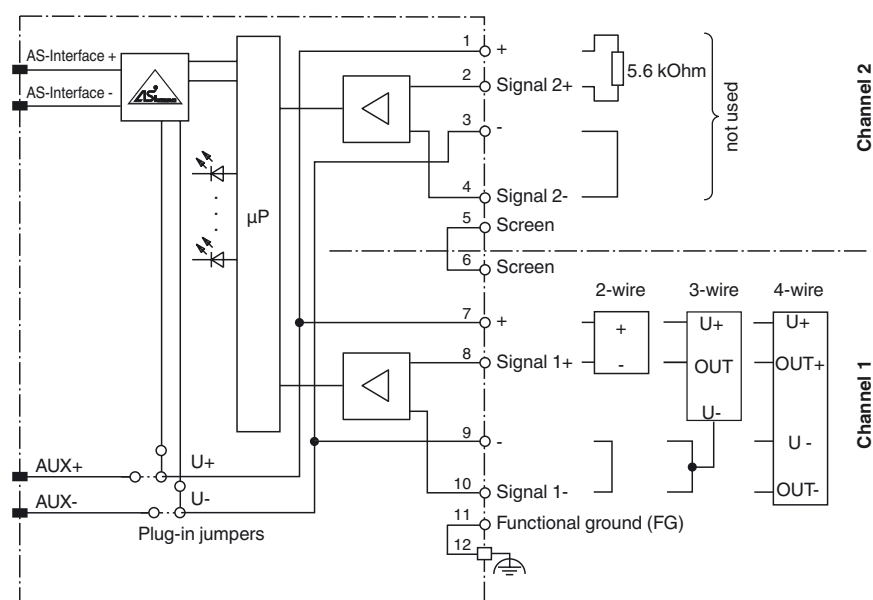 AS-Interface +
AS-Interface -
AS
µP
1
+
2
Signal 2+
3
-
4
Signal 2-
5
Screen
6
Screen
5.6 kOhm
not used
Channel 2
7
+
8
Signal 1+
9
-
10
Signal 1-
11
Functional ground (FG)
12
2-wire
+
-
3-wire
U+
OUT
U-
4-wire
U+
OUT+
U -
OUT-
Channel 1
AUX+
U+
AUX-
U-
Plug-in jumpers